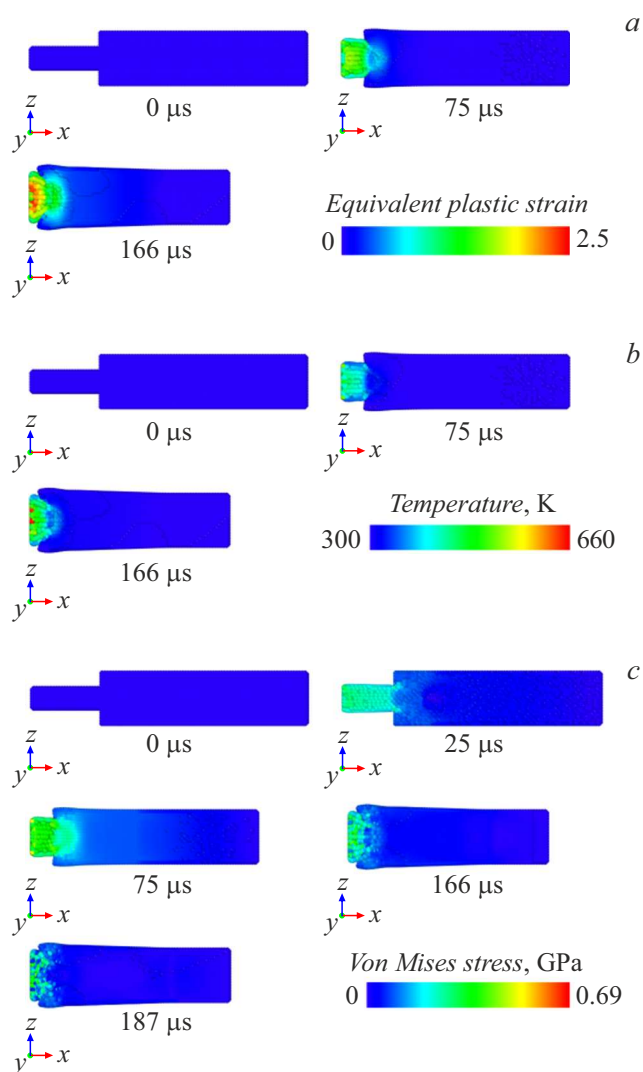 a
0 μs
75 μs
z
y x
z
y x
166 μs
Equivalent plastic strain
0 2.5
z
y x
b
0 μs
75 μs
z
y x
z
y x
166 μs
Temperature, K
300 660
z
y x
c
0 μs
25 μs
z
y x
z
y x
75 μs
166 μs
z
y x
z
y x
187 μs
Von Mises stress, GPa
0 0.69
z
y x